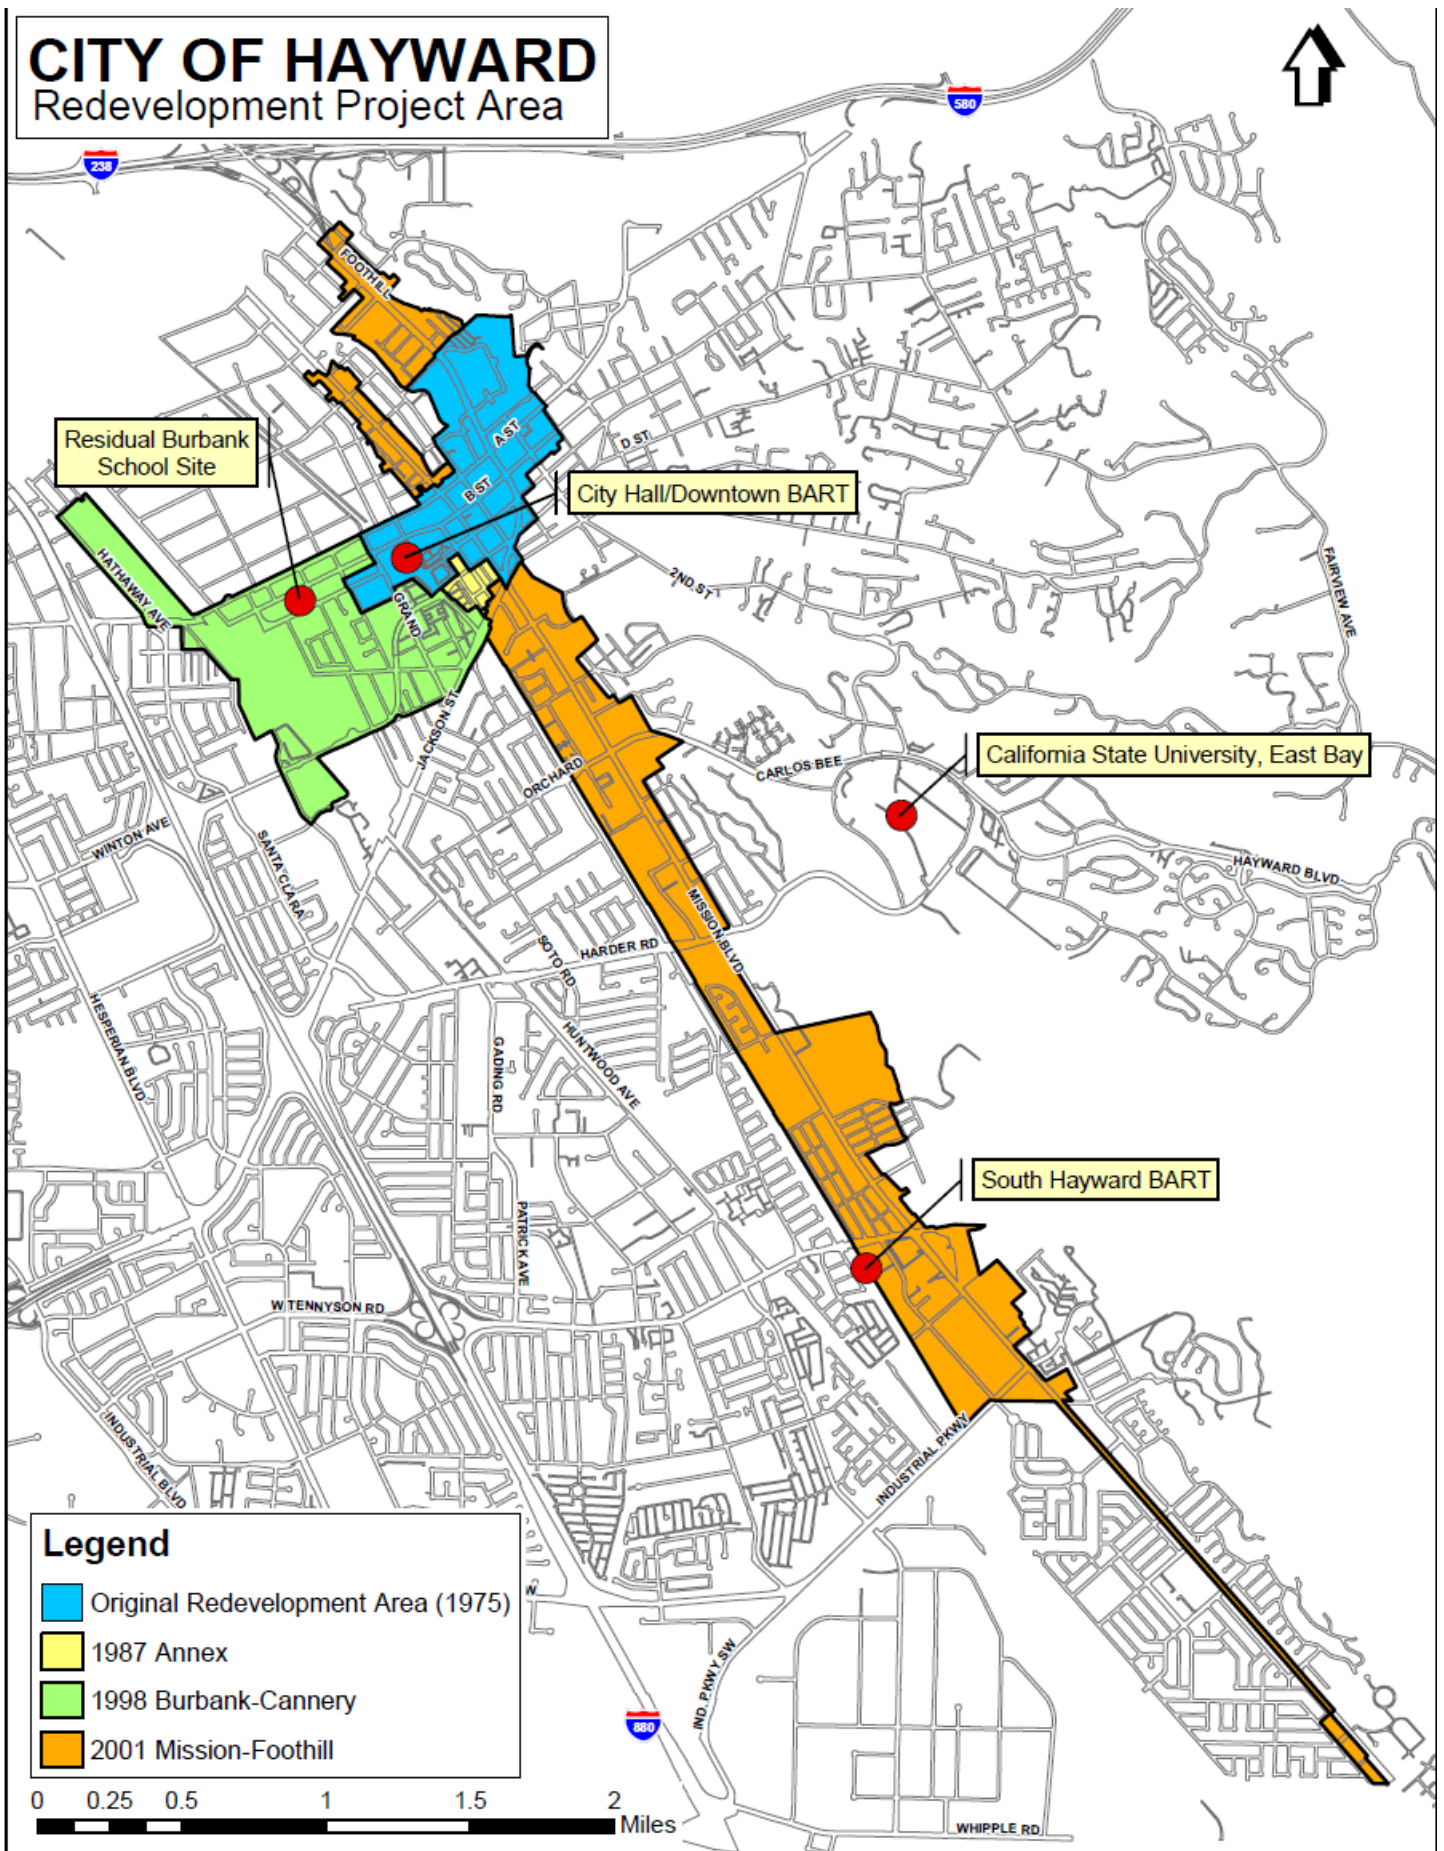 CITY OF HAYWARD
Redevelopment Project Area
580
238
FOOTHILL
A ST
D ST
Residual Burbank
School Site
B ST
City Hall/Downtown BART
HATHAWAY AVE
GRAND
2ND ST
FAIRVIEW AVE
JACKSON ST
ORCHARD
CARLOS BEE
California State University, East Bay
WINTON AVE
SANTA CLARA
HAYWARD BLVD
MISSION BLVD
HARDER RD
SOTO RD
HESPERIAN BLVD
GADING RD
HUNTWOOD AVE
South Hayward BART
PATRICK AVE
W TENNYSON RD
INDUSTRIAL BLVD
INDUSTRIAL PKWY
Legend
Original Redevelopment Area (1975)
W
1987 Annex
1998 Burbank-Cannery
2001 Mission-Foothill
IND. PKWY SW
880
0 0.25 0.5 1 1.5 2
Miles
WHIPPLE RD